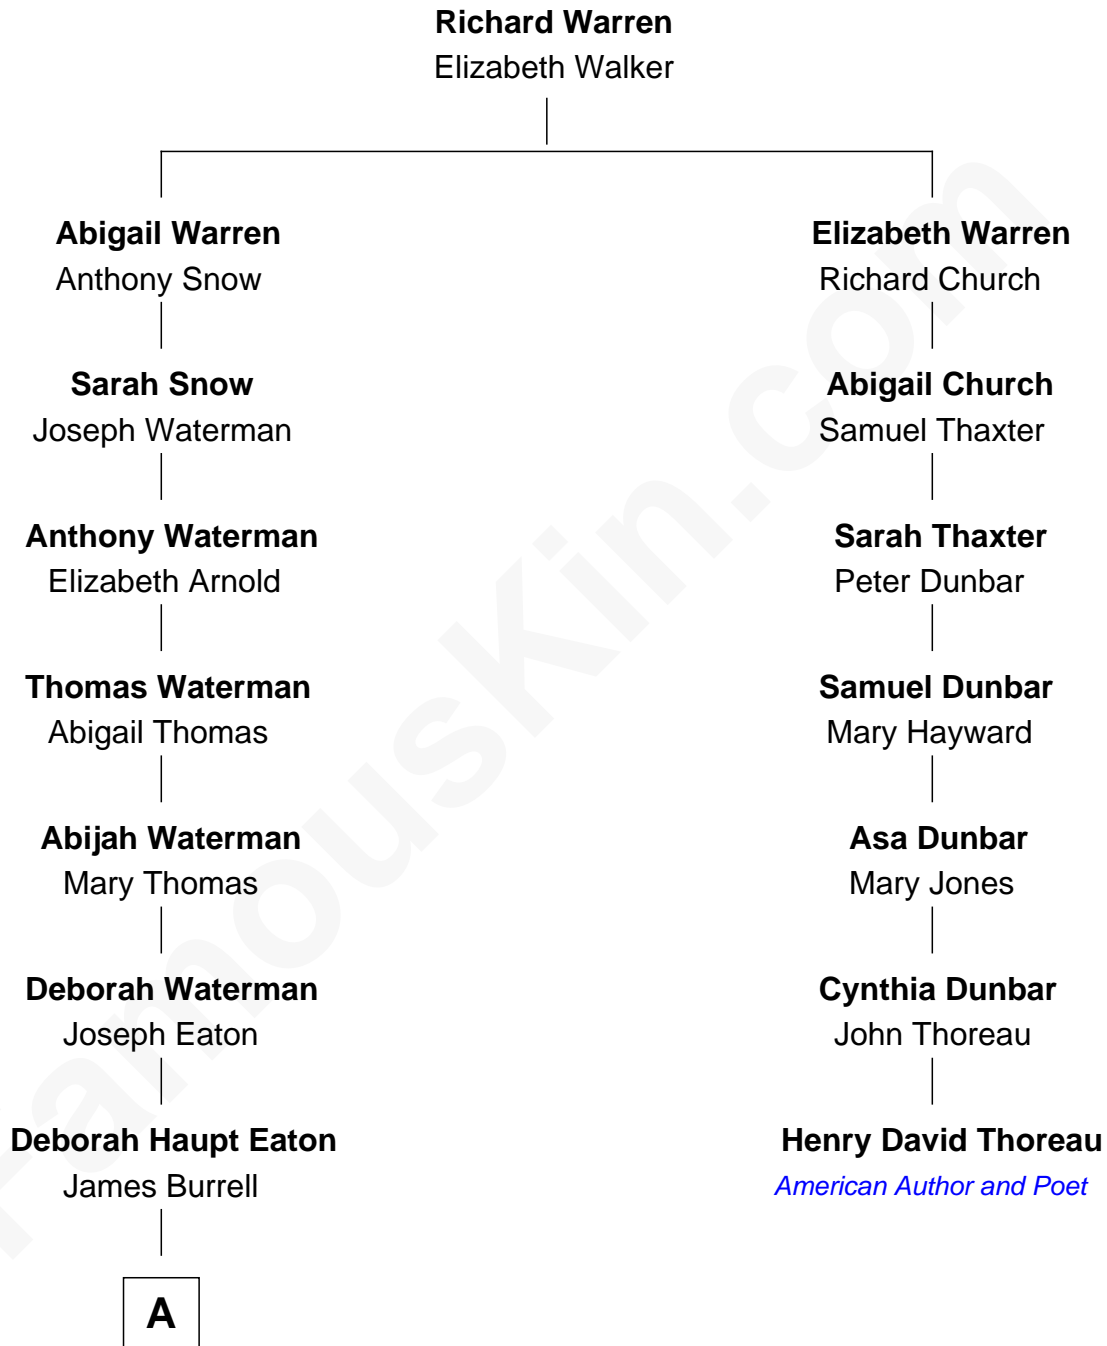 Richard Warren
Elizabeth Walker
Abigail Warren
Anthony Snow
Elizabeth Warren
Richard Church
Sarah Snow
Joseph Waterman
Abigail Church
Samuel Thaxter
Anthony Waterman
Elizabeth Arnold
Sarah Thaxter
Peter Dunbar
Thomas Waterman
Abigail Thomas
Samuel Dunbar
Mary Hayward
Abijah Waterman
Mary Thomas
Asa Dunbar
Mary Jones
Deborah Waterman
Joseph Eaton
Cynthia Dunbar
John Thoreau
Deborah Haupt Eaton
James Burrell
Henry David Thoreau
American Author and Poet
A
FamousKin.com